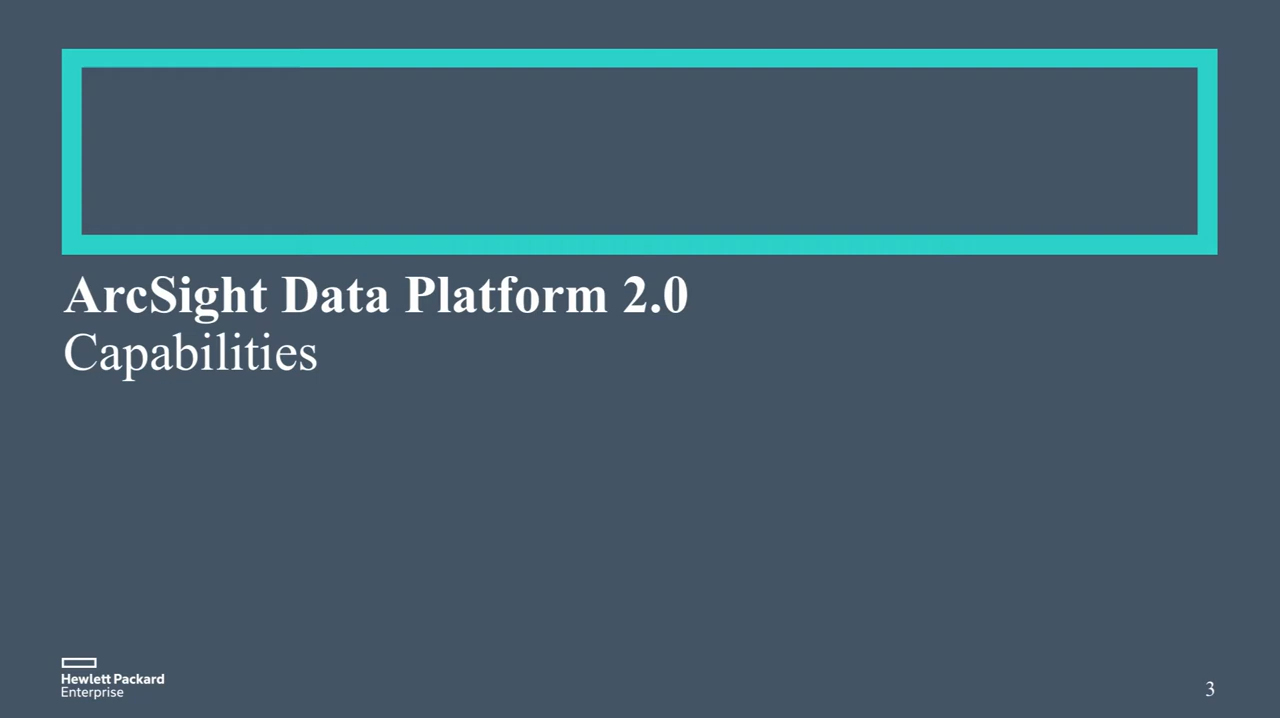 ArcSight Data Platform 2.0
Capabilities
Hewlett Packard
Enterprise
3